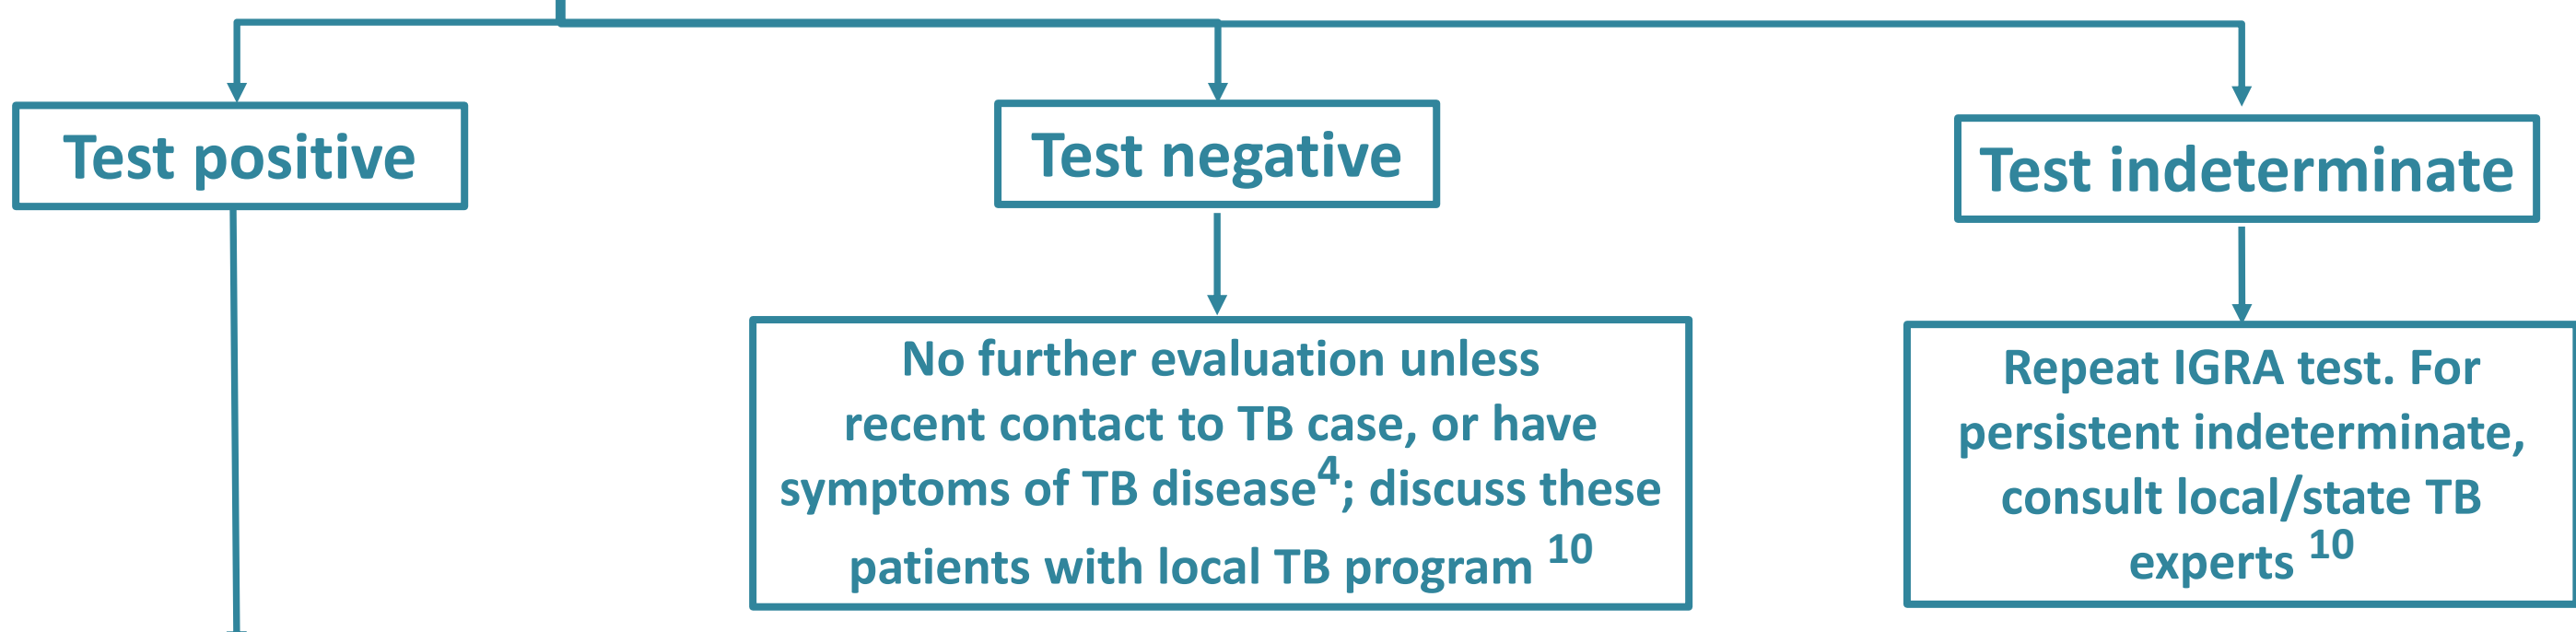 Test positive
Test negative
Test indeterminate
No further evaluation unless
recent contact to TB case, or have
symptoms of TB disease4; discuss these
patients with local TB program 10
Repeat IGRA test. For
persistent indeterminate,
consult local/state TB
experts 10